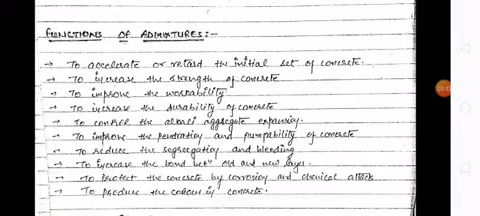 FUNCTIONS OF ADMIXTURES:-
→ To accelerate or retard the initial set of concrete.
→ To increase the strength of concrete
→ To improve the workability
→ To increase the durability of concrete
→ To control the alkali aggregate expansion.
→ To improve the penetration and pumpability of concrete
→ To reduce the segregation and bleeding
→ To increase the bond betn old and new layer.
→ To protect the concrete by corrosion and chemical attack
→ To produce the colour in concrete.